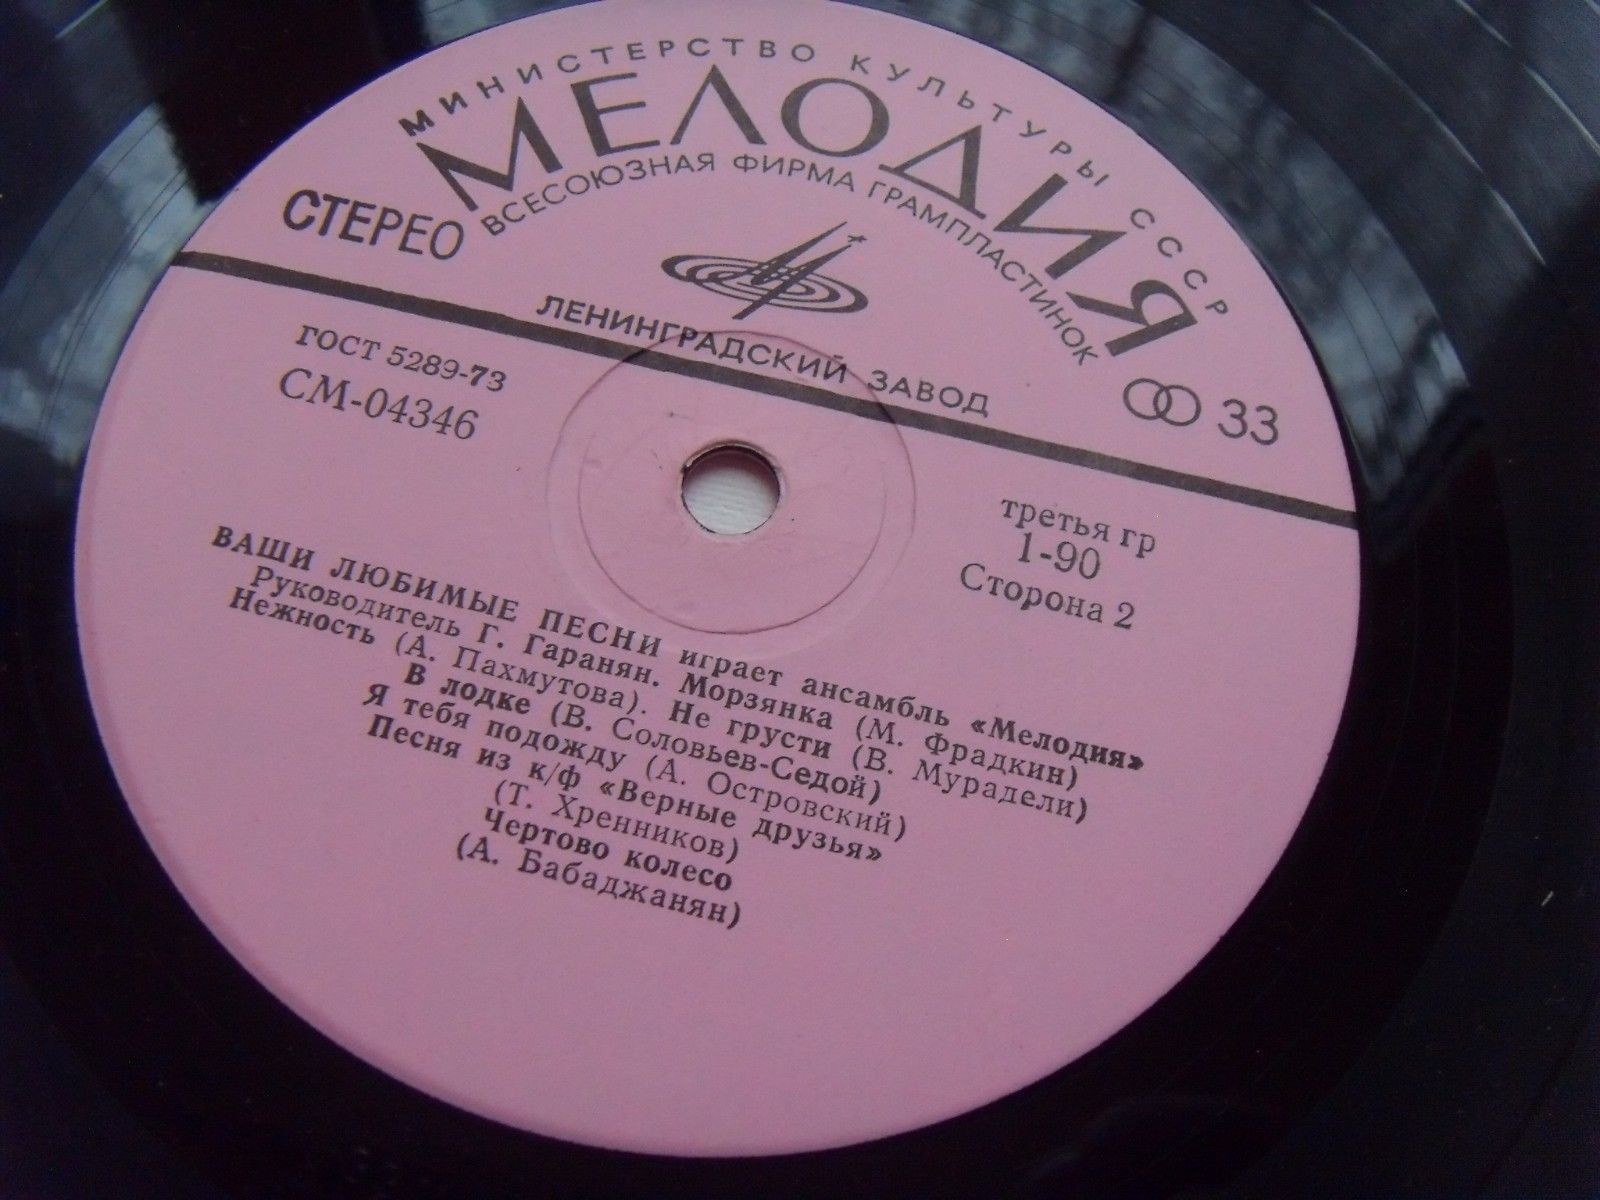 МИНИСТЕРСТВО КУЛЬТУРЫ СССР
МЕЛОДИЯ
ВСЕСОЮЗНАЯ ФИРМА ГРАМПЛАСТИНОК
СТЕРЕО
ЛЕНИНГРАДСКИЙ ЗАВОД
33
ГОСТ 5289-73
СМ-04346
третья гр
1-90
Сторона 2
ВАШИ ЛЮБИМЫЕ ПЕСНИ играет ансамбль «Мелодия»
Руководитель Г. Гаранян. Морзянка (М. Фрадкин)
Нежность (А. Пахмутова). Не грусти (В. Мурадели)
В лодке (В. Соловьев-Седой)
Я тебя подожду (А. Островский)
Песня из к/ф «Верные друзья»
(Т. Хренников)
Чертово колесо
(А. Бабаджанян)